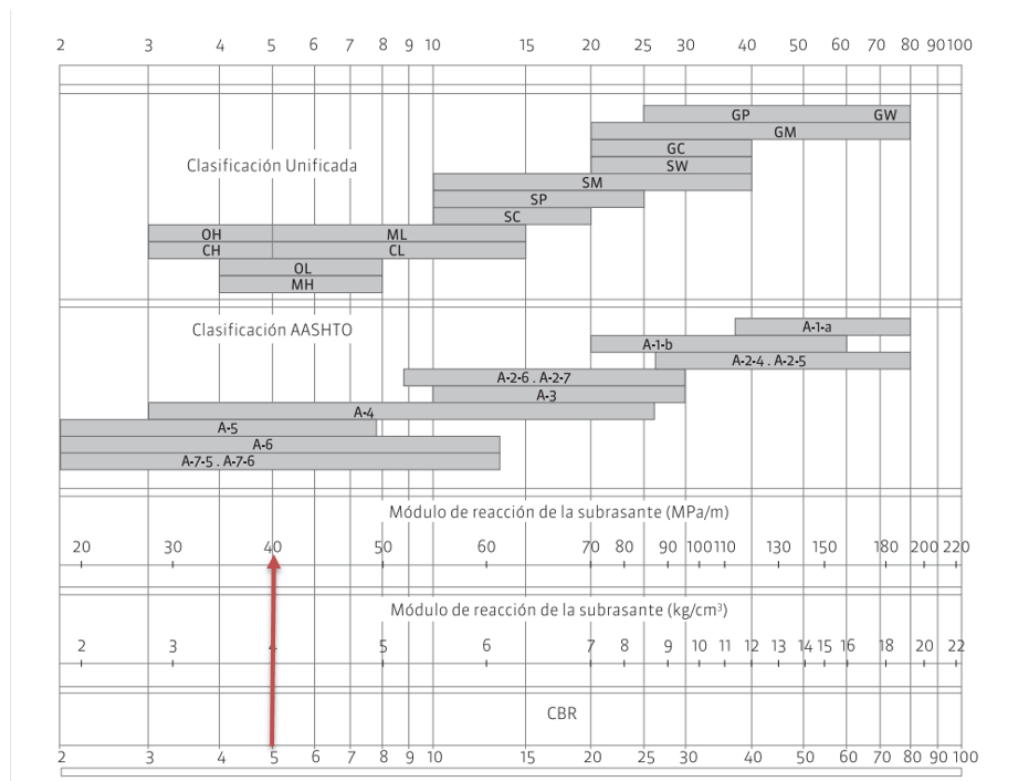 2 3 4 5 6 7 8 9 10 15 20 25 30 40 50 60 70 80 90 100
GP GW
GM
Clasificación Unificada
GC
SW
SM
SP
SC
OH ML
CH CL
OL
MH
Clasificación AASHTO
A-1-a
A-1-b
A-2-4 . A-2-5
A-2-6 . A-2-7
A-3
A-4
A-5
A-6
A-7-5 . A-7-6
Módulo de reacción de la subrasante (MPa/m)
20 30 40 50 60 70 80 90 100 110 130 150 180 200 220
Módulo de reacción de la subrasante (kg/cm³)
2 3 4 5 6 7 8 9 10 11 12 13 14 15 16 18 20 22
CBR
2 3 4 5 6 7 8 9 10 15 20 25 30 40 50 60 70 80 90 100